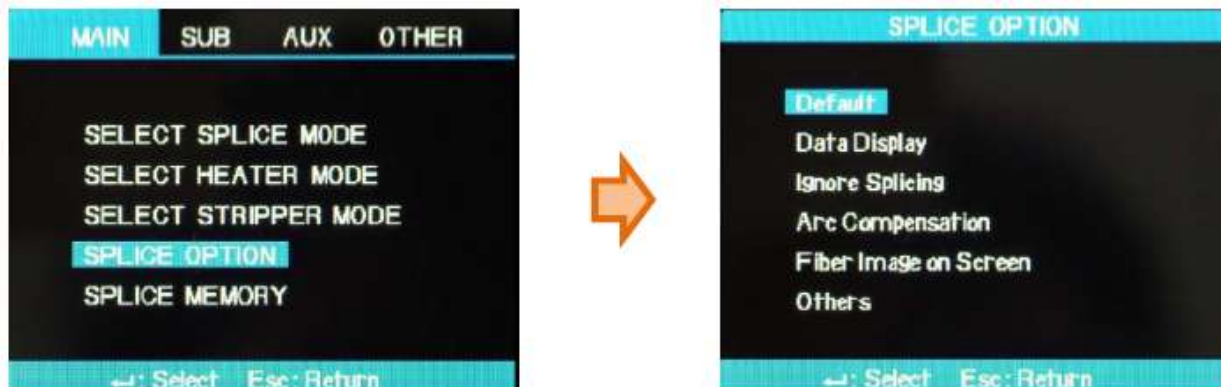 MAIN SUB AUX OTHER
SELECT SPLICE MODE
SELECT HEATER MODE
SELECT STRIPPER MODE
SPLICE OPTION
SPLICE MEMORY
↵: Select Esc: Return
SPLICE OPTION
Default
Data Display
Ignore Splicing
Arc Compensation
Fiber Image on Screen
Others
↵: Select Esc: Return